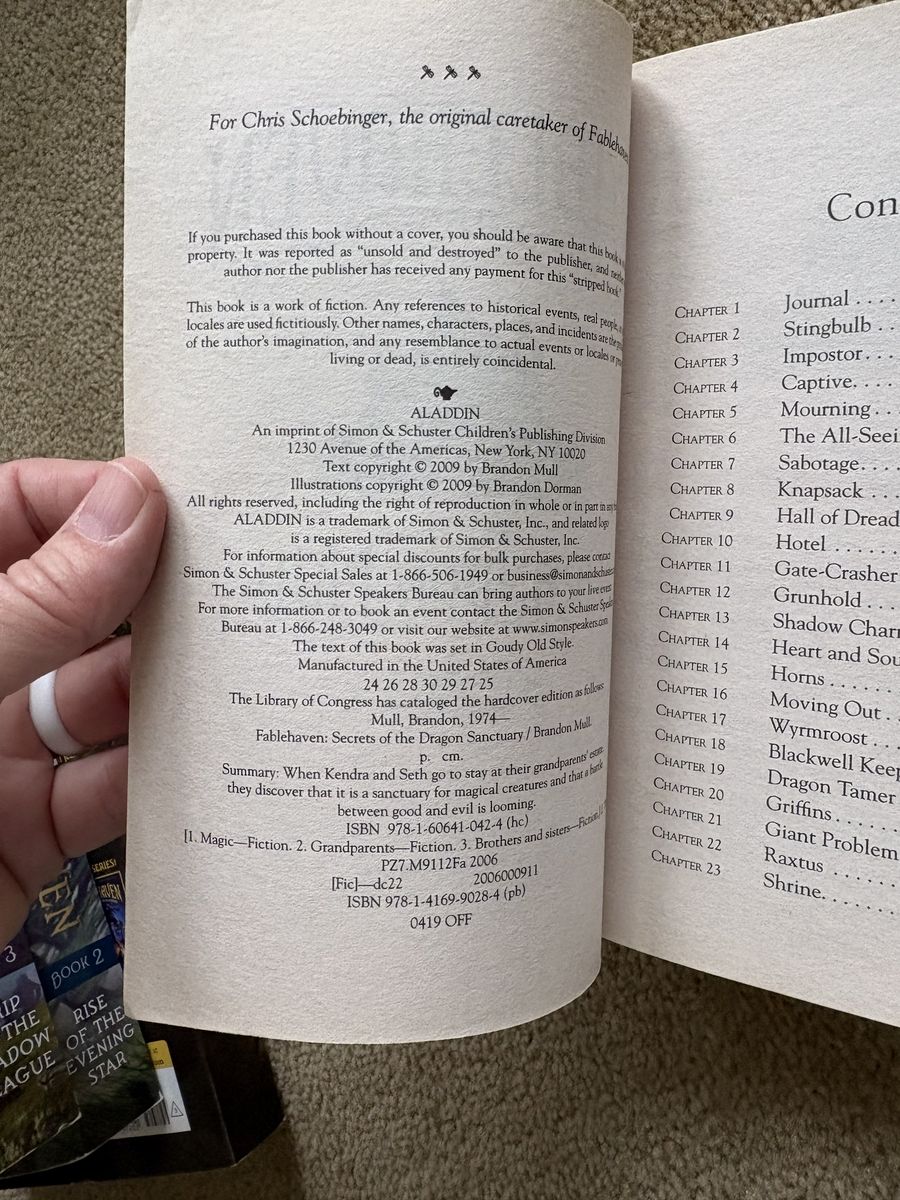 For Chris Schoebinger, the original caretaker of Fablehaven
If you purchased this book without a cover, you should be aware that this book
property. It was reported as “unsold and destroyed” to the publisher, and
author nor the publisher has received any payment for this “stripped book”
This book is a work of fiction. Any references to historical events, real people,
locales are used fictitiously. Other names, characters, places, and incidents are the
of the author’s imagination, and any resemblance to actual events or locales or
living or dead, is entirely coincidental.
ALADDIN
An imprint of Simon & Schuster Children’s Publishing Division
1230 Avenue of the Americas, New York, NY 10020
Text copyright © 2009 by Brandon Mull
Illustrations copyright © 2009 by Brandon Dorman
All rights reserved, including the right of reproduction in whole or in part in any
ALADDIN is a trademark of Simon & Schuster, Inc., and related logo
is a registered trademark of Simon & Schuster, Inc.
For information about special discounts for bulk purchases, please contact
Simon & Schuster Special Sales at 1-866-506-1949 or business@simonandschuster
The Simon & Schuster Speakers Bureau can bring authors to your live event
For more information or to book an event contact the Simon & Schuster Speakers
Bureau at 1-866-248-3049 or visit our website at www.simonspeakers.com
The text of this book was set in Goudy Old Style.
Manufactured in the United States of America
24 26 28 30 29 27 25
The Library of Congress has cataloged the hardcover edition as follows
Mull, Brandon, 1974—
Fablehaven: Secrets of the Dragon Sanctuary / Brandon Mull.
p. cm.
Summary: When Kendra and Seth go to stay at their grandparents’ estate
they discover that it is a sanctuary for magical creatures and that a battle
between good and evil is looming.
ISBN 978-1-60641-042-4 (hc)
[1. Magic—Fiction. 2. Grandparents—Fiction. 3. Brothers and sisters—Fiction.]
PZ7.M9112Fa 2006
[Fic]—dc22 2006000911
ISBN 978-1-4169-9028-4 (pb)
0419 OFF
Con
CHAPTER 1 Journal . . . .
CHAPTER 2 Stingbulb . .
CHAPTER 3 Impostor. . .
CHAPTER 4 Captive. . . .
CHAPTER 5 Mourning . .
CHAPTER 6 The All-Seei
CHAPTER 7 Sabotage. . . .
CHAPTER 8 Knapsack . . .
CHAPTER 9 Hall of Dread
CHAPTER 10 Hotel . . . . . .
CHAPTER 11 Gate-Crasher
CHAPTER 12 Grunhold . . .
CHAPTER 13 Shadow Charm
CHAPTER 14 Heart and Sou
CHAPTER 15 Horns . . . . . .
CHAPTER 16 Moving Out . .
CHAPTER 17 Wyrmroost . . .
CHAPTER 18 Blackwell Keep
CHAPTER 19 Dragon Tamer
CHAPTER 20 Griffins. . . . . .
CHAPTER 21 Giant Problem
CHAPTER 22 Raxtus . . . . . .
CHAPTER 23 Shrine. . . . . .
3
IP
THE
ADOW
EAGUE
EN
BOOK 2
RISE
OF THE
EVENING
STAR
SERIES!